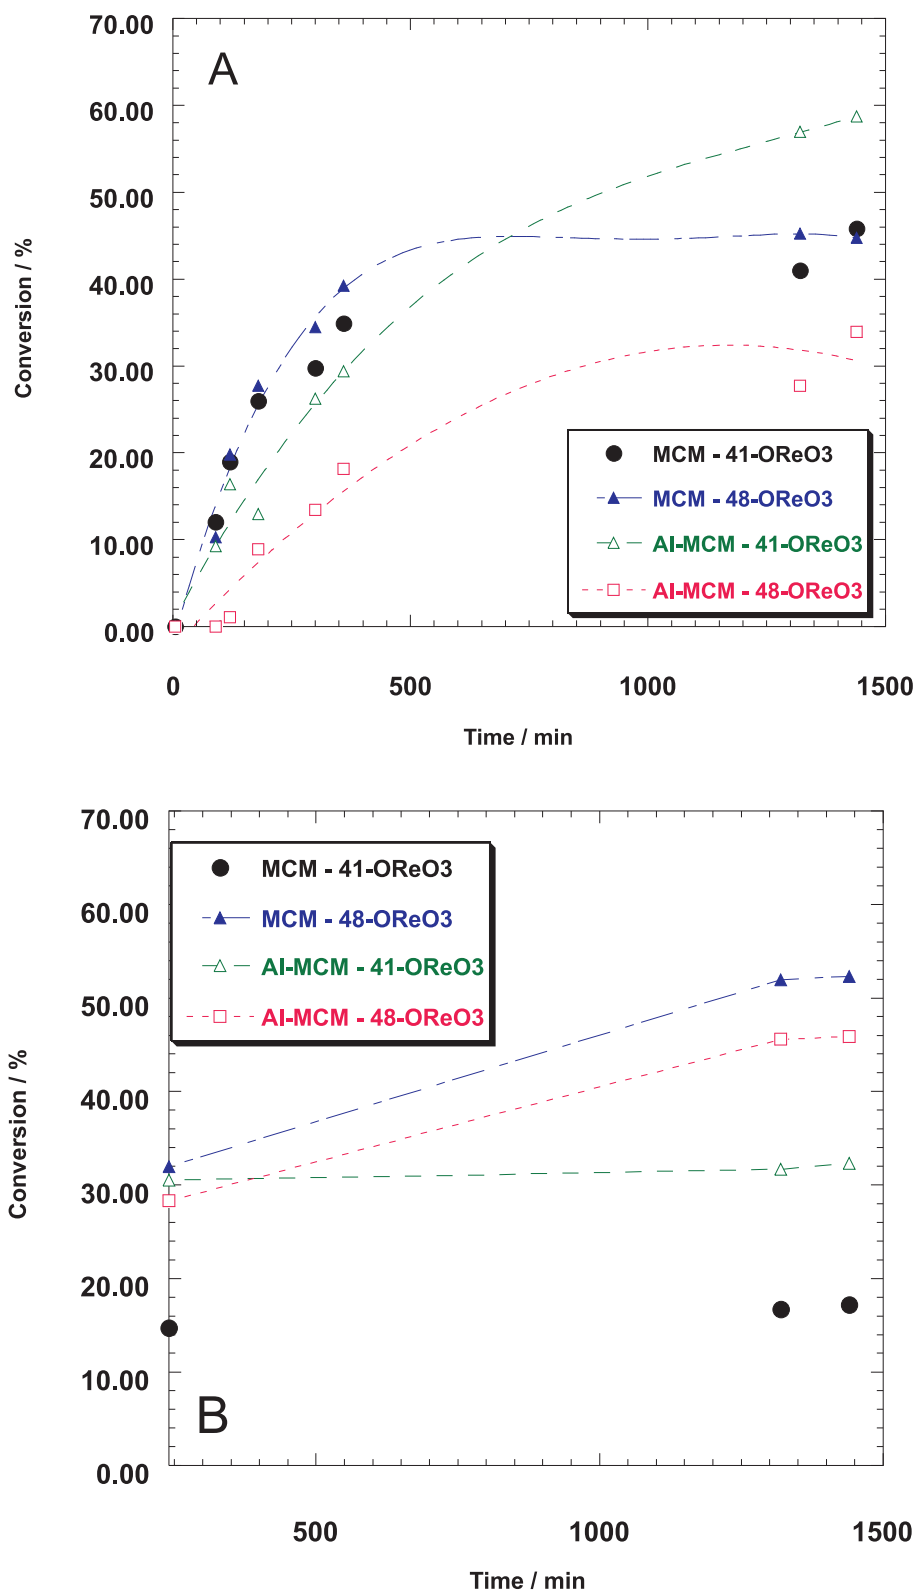 70.00
A
60.00
50.00
40.00
30.00
20.00
10.00
0.00
Conversion / %
MCM - 41-OReO3
MCM - 48-OReO3
Al-MCM - 41-OReO3
Al-MCM - 48-OReO3
0 500 1000 1500
Time / min
70.00
60.00
50.00
40.00
30.00
20.00
10.00
0.00
Conversion / %
MCM - 41-OReO3
MCM - 48-OReO3
Al-MCM - 41-OReO3
Al-MCM - 48-OReO3
B
500 1000 1500
Time / min